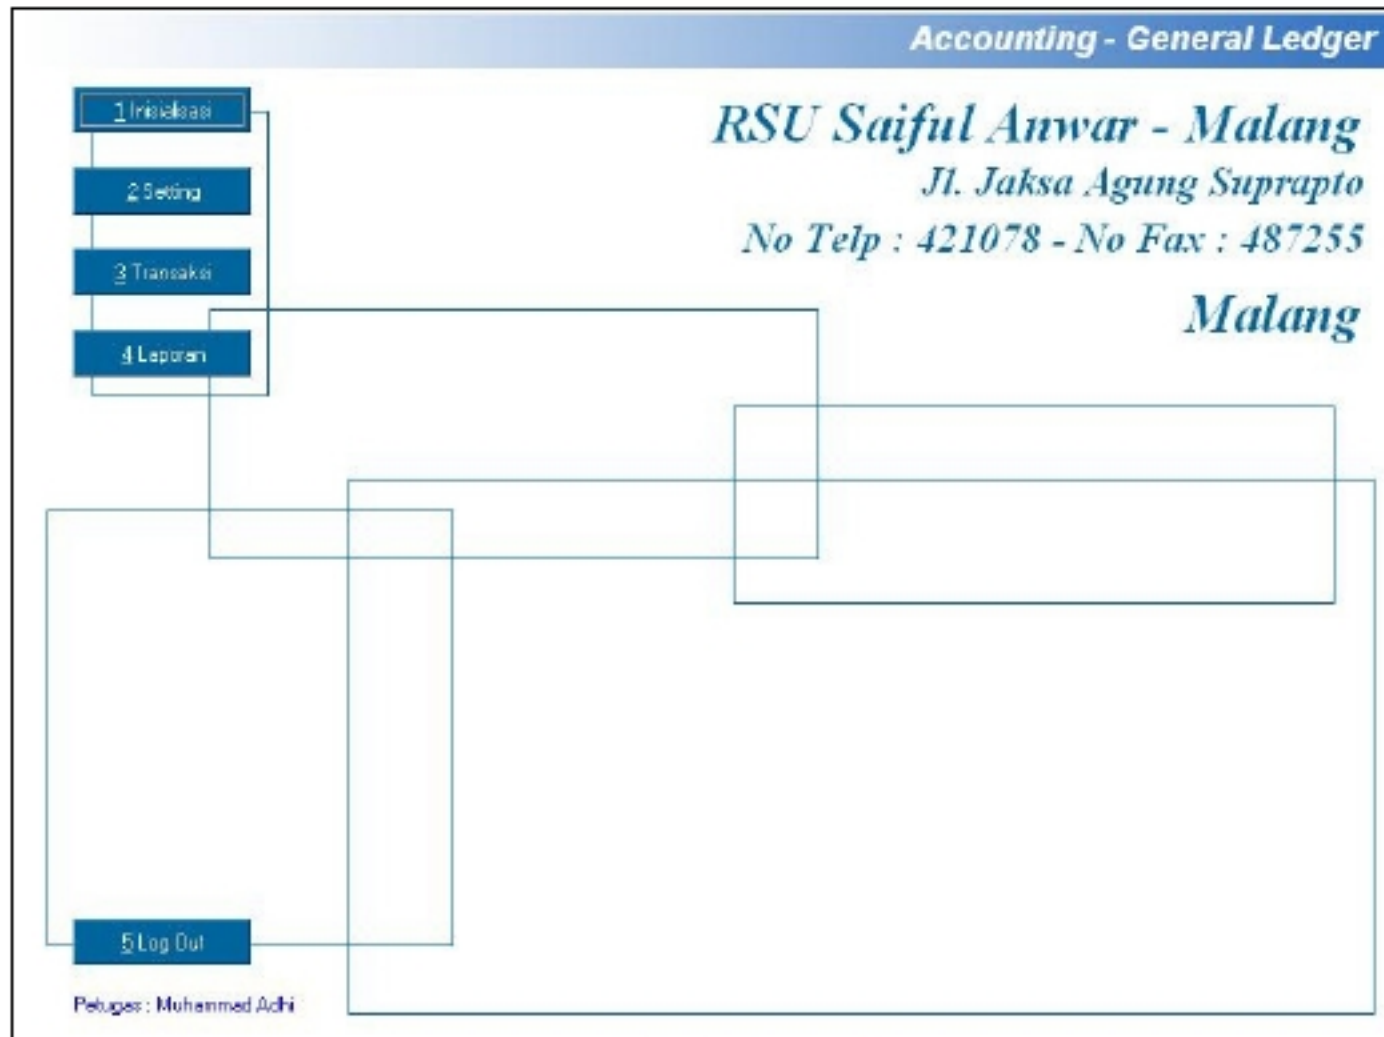 Accounting - General Ledger
1 Inisialisasi
RSU Saiful Anwar - Malang
Jl. Jaksa Agung Suprapto
2 Setting
No Telp : 421078 - No Fax : 487255
3 Transaksi
Malang
4 Laporan
5 Log Out
Petugas : Muhammad Adhi